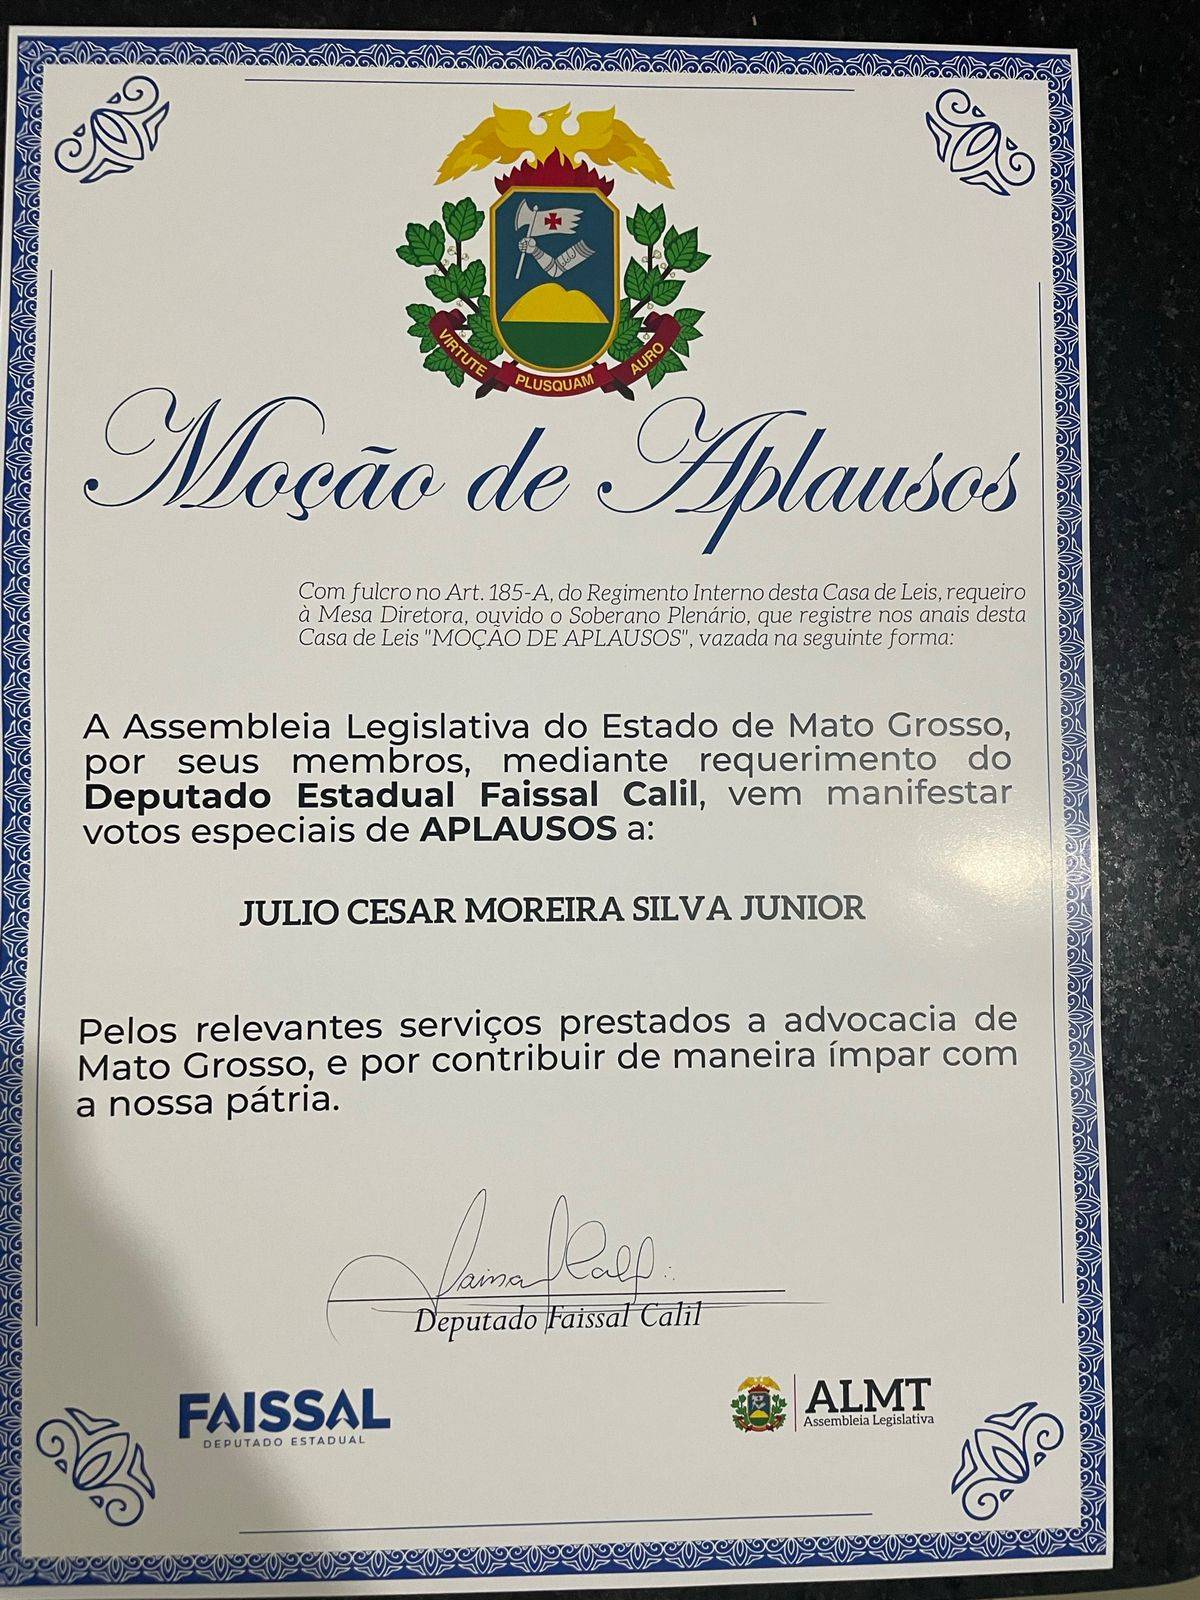 VIRTUTE PLUSQUAM AURO
Moção de Aplausos
Com fulcro no Art. 185-A, do Regimento Interno desta Casa de Leis, requeiro
à Mesa Diretora, ouvido o Soberano Plenário, que registre nos anais desta
Casa de Leis "MOÇÃO DE APLAUSOS", vazada na seguinte forma:
A Assembleia Legislativa do Estado de Mato Grosso,
por seus membros, mediante requerimento do
Deputado Estadual Faissal Calil, vem manifestar
votos especiais de APLAUSOS a:
JULIO CESAR MOREIRA SILVA JUNIOR
Pelos relevantes serviços prestados a advocacia de
Mato Grosso, e por contribuir de maneira ímpar com
a nossa pátria.
Deputado Faissal Calil
FAISSAL
DEPUTADO ESTADUAL
ALMT
Assembleia Legislativa